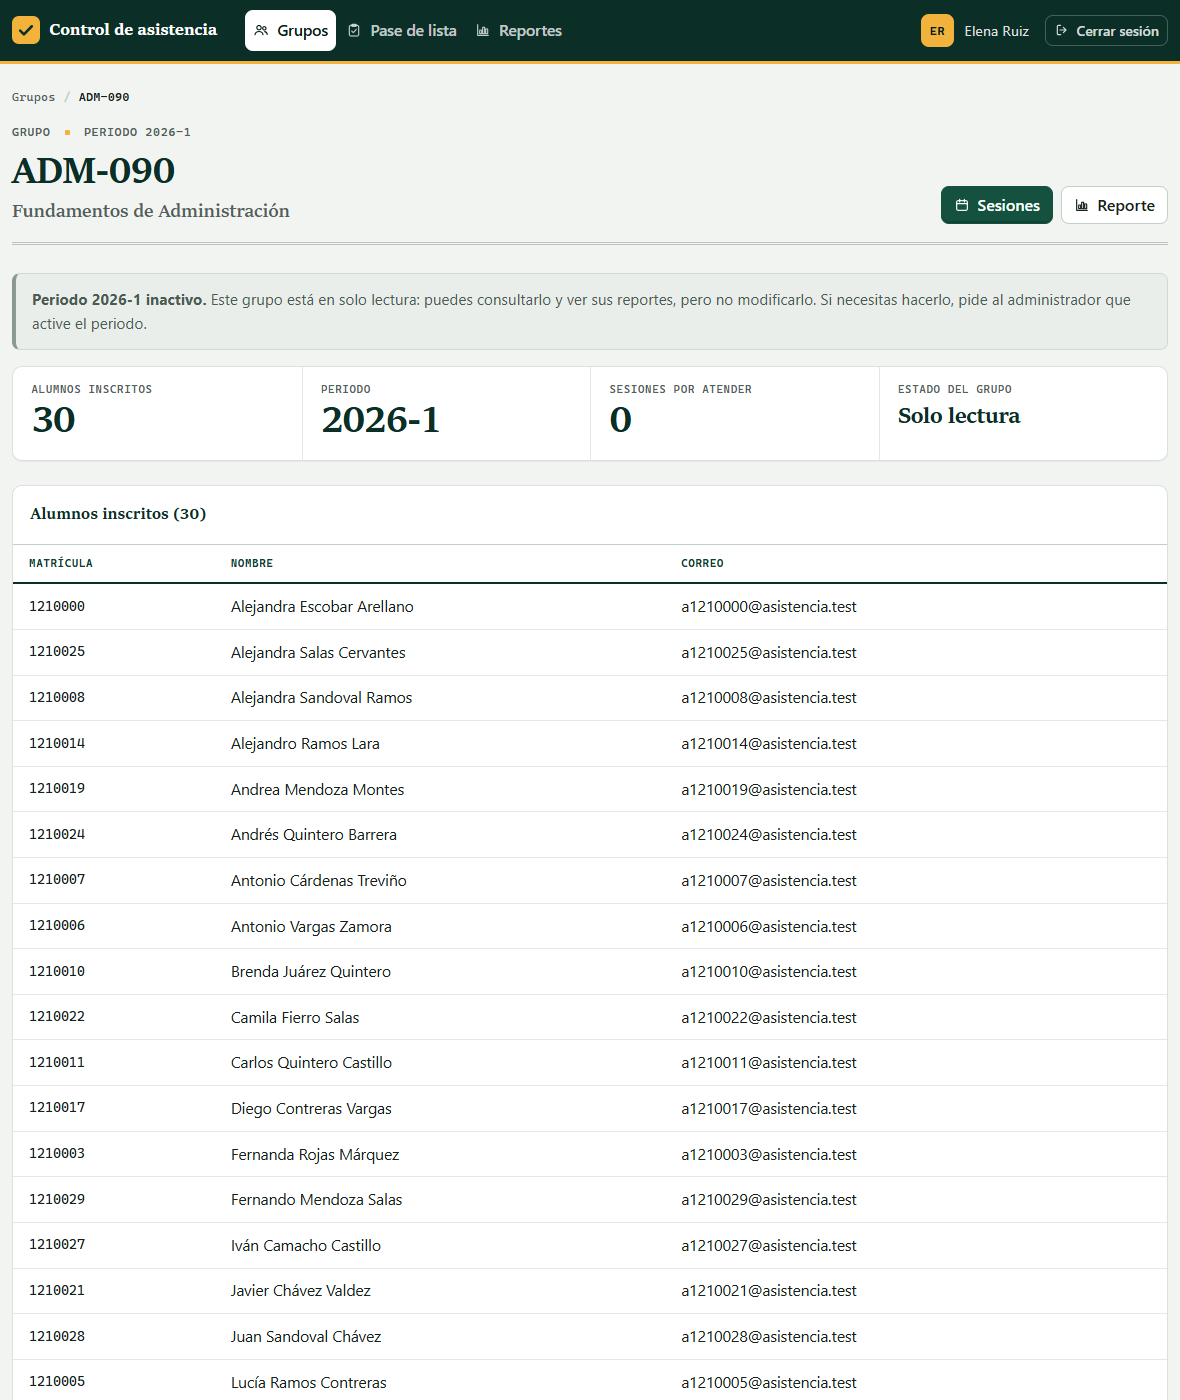 Control de asistencia
Grupos
Pase de lista
Reportes
ER
Elena Ruiz
Cerrar sesión
Grupos / ADM-090
GRUPO ▪ PERIODO 2026-1
ADM-090
Fundamentos de Administración
Sesiones
Reporte
Periodo 2026-1 inactivo. Este grupo está en solo lectura: puedes consultarlo y ver sus reportes, pero no modificarlo. Si necesitas hacerlo, pide al administrador que
active el periodo.
ALUMNOS INSCRITOS
30
PERIODO
2026-1
SESIONES POR ATENDER
0
ESTADO DEL GRUPO
Solo lectura
Alumnos inscritos (30)
MATRÍCULA NOMBRE CORREO
1210000 Alejandra Escobar Arellano a1210000@asistencia.test
1210025 Alejandra Salas Cervantes a1210025@asistencia.test
1210008 Alejandra Sandoval Ramos a1210008@asistencia.test
1210014 Alejandro Ramos Lara a1210014@asistencia.test
1210019 Andrea Mendoza Montes a1210019@asistencia.test
1210024 Andrés Quintero Barrera a1210024@asistencia.test
1210007 Antonio Cárdenas Treviño a1210007@asistencia.test
1210006 Antonio Vargas Zamora a1210006@asistencia.test
1210010 Brenda Juárez Quintero a1210010@asistencia.test
1210022 Camila Fierro Salas a1210022@asistencia.test
1210011 Carlos Quintero Castillo a1210011@asistencia.test
1210017 Diego Contreras Vargas a1210017@asistencia.test
1210003 Fernanda Rojas Márquez a1210003@asistencia.test
1210029 Fernando Mendoza Salas a1210029@asistencia.test
1210027 Iván Camacho Castillo a1210027@asistencia.test
1210021 Javier Chávez Valdez a1210021@asistencia.test
1210028 Juan Sandoval Chávez a1210028@asistencia.test
1210005 Lucía Ramos Contreras a1210005@asistencia.test